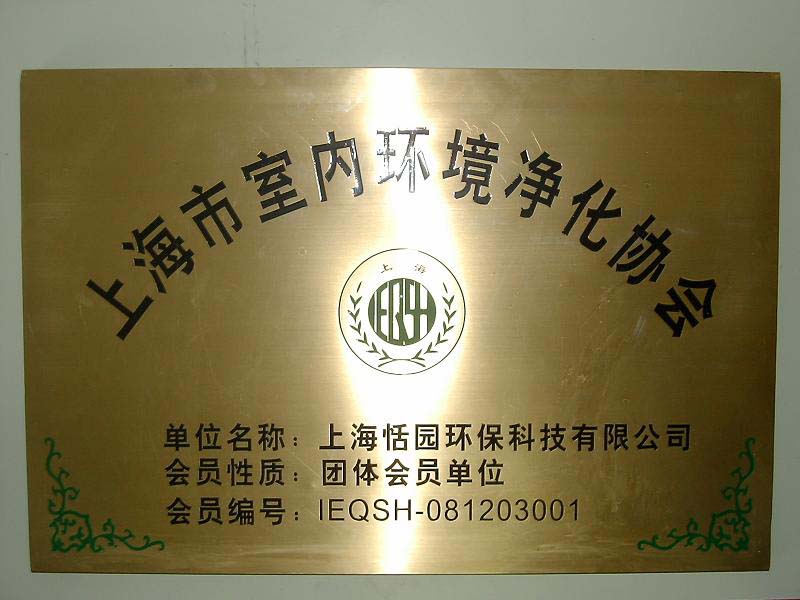 上海市室内环境净化协会
上海
IEQSH
单位名称：上海恬园环保科技有限公司
会员性质：团体会员单位
会员编号：IEQSH-081203001